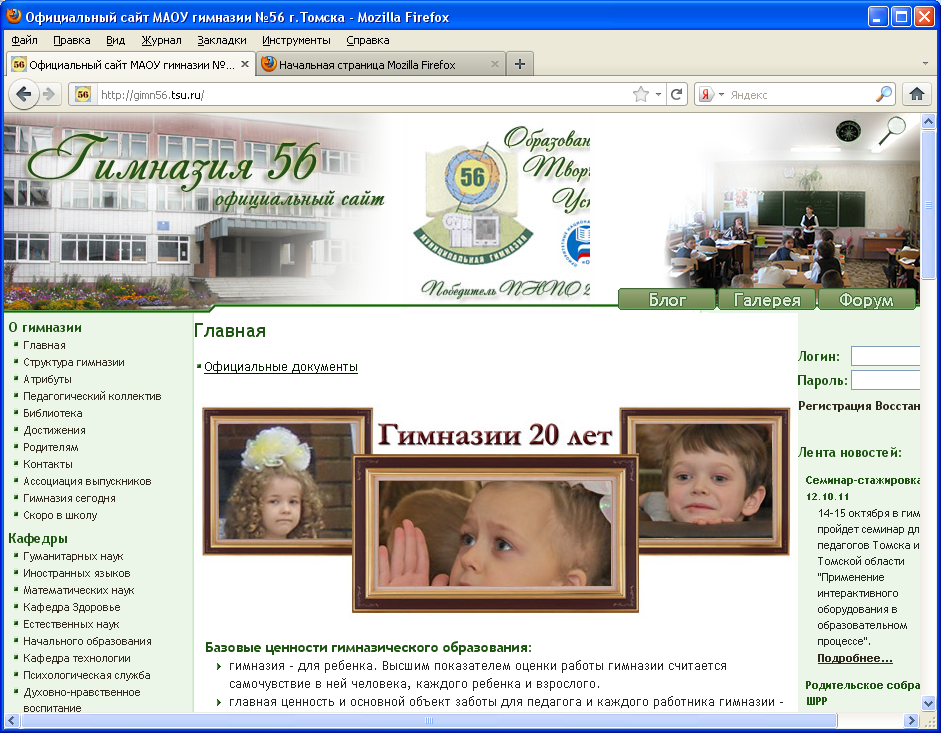 Официальный сайт МАОУ гимназии №56 г.Томска - Mozilla Firefox
Файл Правка Вид Журнал Закладки Инструменты Справка
56 Официальный сайт МАОУ гимназии №...
Начальная страница Mozilla Firefox
56 http://gimn56.tsu.ru/
Я Яндекс
Гимназия 56
официальный сайт
56
МУНИЦИПАЛЬНАЯ ГИМНАЗИЯ
Образован
Творч
Усп
Победитель ПНПО 2
Блог Галерея Форум
О гимназии
Главная
Структура гимназии
Атрибуты
Педагогический коллектив
Библиотека
Достижения
Родителям
Контакты
Ассоциация выпускников
Гимназия сегодня
Скоро в школу
Кафедры
Гуманитарных наук
Иностранных языков
Математических наук
Кафедра Здоровье
Естественных наук
Начального образования
Кафедра технологии
Психологическая служба
Духовно-нравственное
воспитание
Главная
Официальные документы
Гимназии 20 лет
Базовые ценности гимназического образования:
гимназия - для ребенка. Высшим показателем оценки работы гимназии считается
самочувствие в ней человека, каждого ребенка и взрослого.
главная ценность и основной объект заботы для педагога и каждого работника гимназии -
Логин:
Пароль:
Регистрация Восстан
Лента новостей:
Семинар-стажировка
12.10.11
14-15 октября в гим
пройдет семинар дл
педагогов Томска и
Томской области
"Применение
интерактивного
оборудования в
образовательном
процессе".
Подробнее...
Родительское собра
ШРР